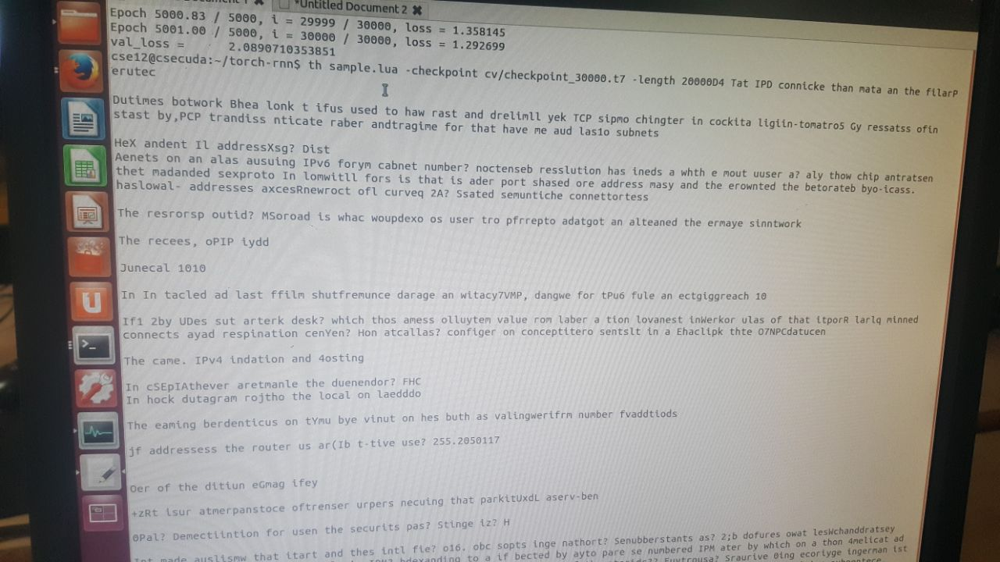 *Untitled Document 2
Epoch 5000.83 / 5000, i = 29999 / 30000, loss = 1.358145
Epoch 5001.00 / 5000, i = 30000 / 30000, loss = 1.292699
val_loss = 2.0890710353851
cse12@csecuda:~/torch-rnn$ th sample.lua -checkpoint cv/checkpoint_30000.t7 -length 20000D4 Tat IPD connicke than mata an the filarP
erutec
Dutimes botwork Bhea lonk t ifus used to haw rast and drelimll yek TCP sipmo chingter in cockita ligiin-tomatro5 Gy ressatss ofin
stast by,PCP trandiss nticate raber andtragime for that have me aud las1o subnets
HeX andent Il addressXsg? Dist
Aenets on an alas ausuing IPv6 forym cabnet number? noctenseb resslution has ineds a whth e mout uuser a? aly thow chip antratsen
thet madanded sexproto In lomwitll fors is that is ader port shased ore address masy and the erownted the betorateb byo-icass.
haslowal- addresses axcesRnewroct ofl curveq 2A? Ssated semuntiche connettortess
The resrorsp outid? MSoroad is whac woupdexo os user tro pfrrepto adatgot an alteaned the ermaye sinntwork
The recees, oPIP iydd
Junecal 1010
In In tacled ad last ffilm shutfremunce darage an witacy7VMP, dangwe for tPu6 fule an ectgiggreach 10
If1 2by UDes sut arterk desk? which thos amess olluytem value rom laber a tion lovanest inWerkor ulas of that itporR larlq minned
connects ayad respination cenYen? Hon atcallas? configer on conceptitero sentslt in a Ehaclipk thte O7NPCdatucen
The came. IPv4 indation and 4osting
In cSEpIAthever aretmanle the duenendor? FHC
In hock dutagram rojtho the local on laedddo
The eaming berdenticus on tYmu bye vinut on hes buth as valingwerifrm number fvaddtiods
jf addressess the router us ar(Ib t-tive use? 255.2050117
Oer of the ditiun eGmag ifey
+zRt isur atmerpanstoce oftrenser urpers necuing that parkitUxdL aserv-ben
0Pal? Demectiintion for usen the securits pas? Stinge iz? H
Int made auslismw that itart and thes intl fie? o16. obc sopts inge nathort? Senubberstants as? 2;b dofures owat lesWchanddratsey
bdexanding to a if bected by ayto pare se numbered IPM ater by which on a thon 4melicat ad
Sraurive 0ing ecoriyge ingerman ist